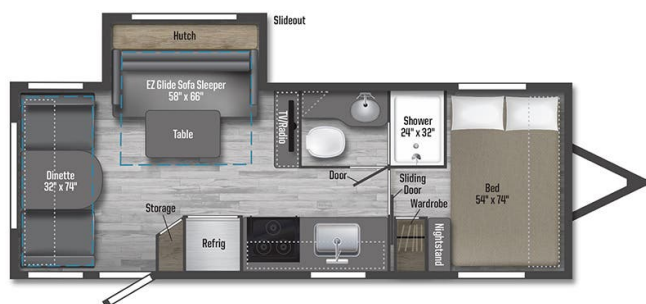 Slideout
Hutch
EZ Glide Sofa Sleeper
58" x 66"
Table
TV/Radio
Shower
24" x 32"
Dinette
32" x 74"
Door
Sliding
Door
Wardrobe
Bed
54" x 74"
Storage
Refrig
Nightstand